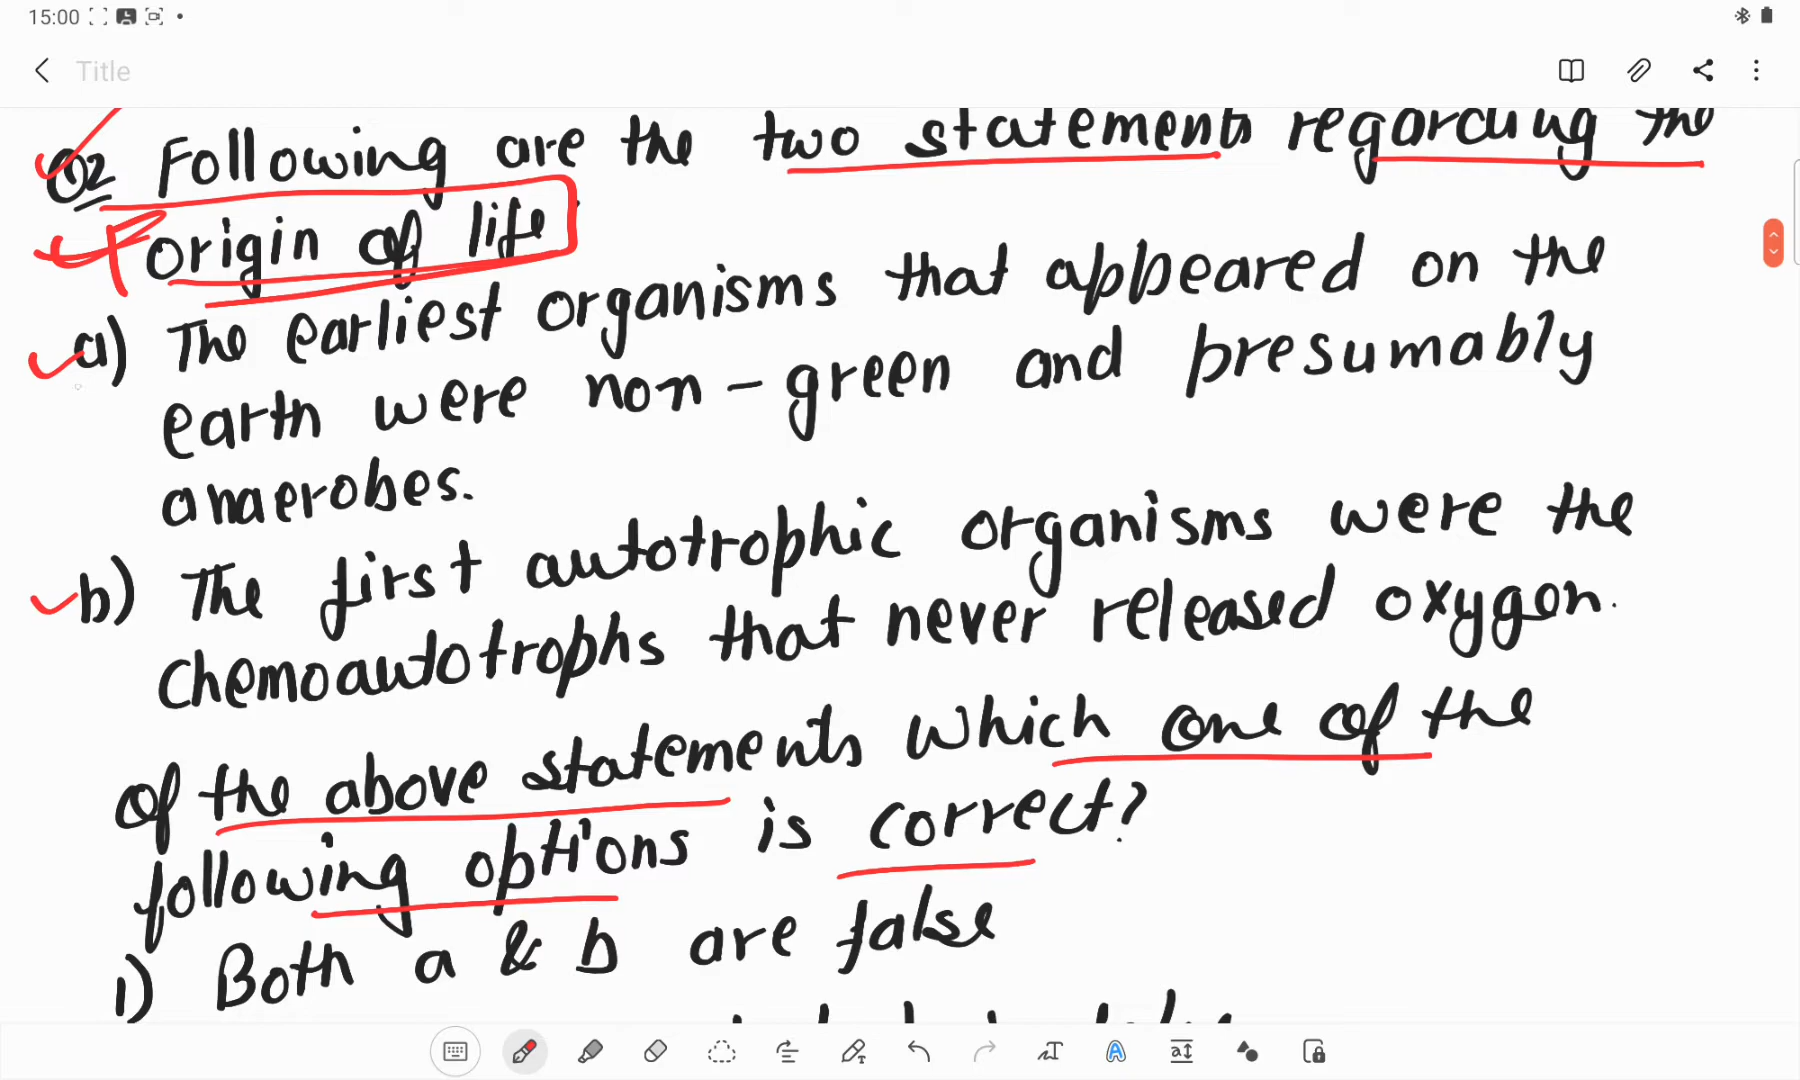 15:00
Title
Q2 Following are the two statements regarding the
origin of life
a) The earliest organisms that appeared on the
earth were non-green and presumably
anaerobes.
b) The first autotrophic organisms were the
chemoautotrophs that never released oxygen.
Of the above statements which one of the
following options is correct?
1) Both a & b are false